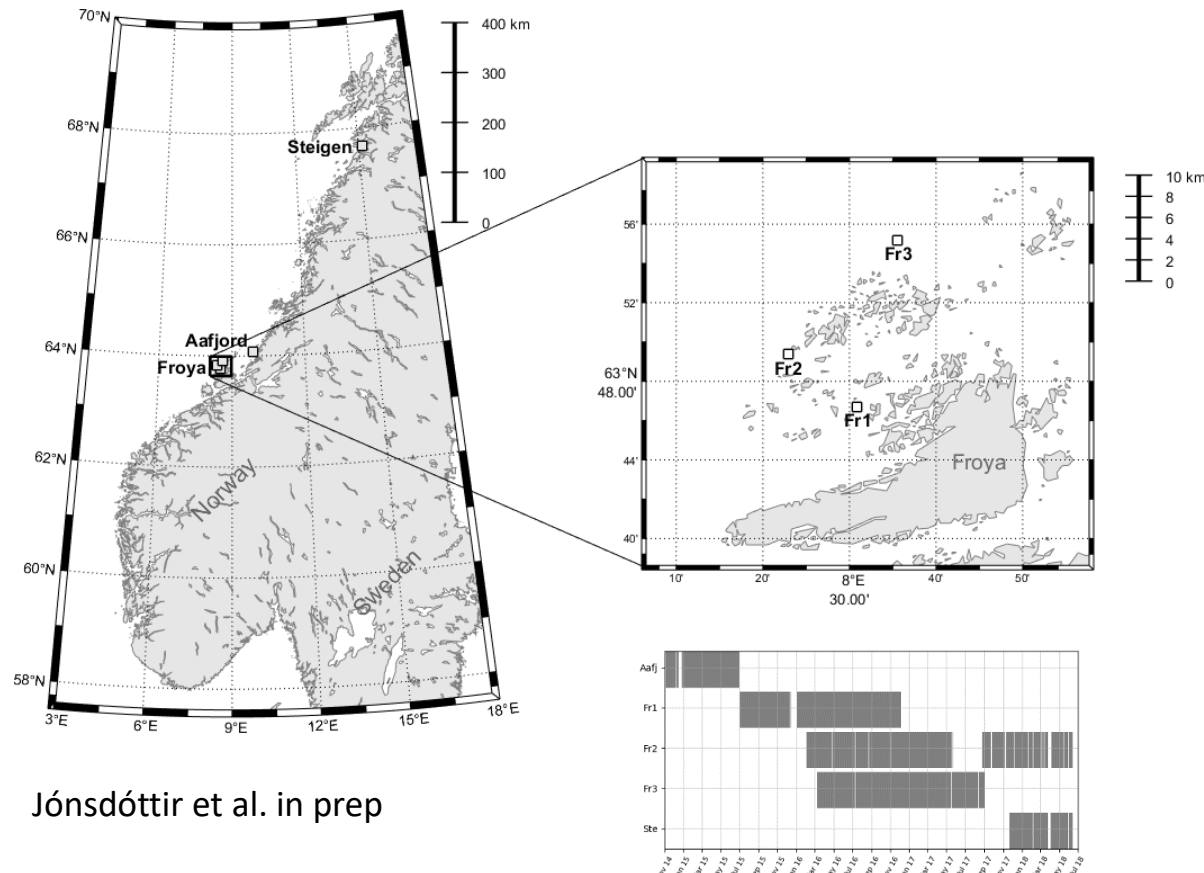 70°N
400 km
300
68°N
200
Steigen
100
0
66°N
Aafjord
64°N
Froya
62°N
Norway
60°N
Sweden
58°N
3°E
6°E
9°E
12°E
15°E
18°E
10 km
8
6
4
2
0
56'
Fr3
52'
Fr2
63°N
48.00'
Fr1
44'
Froya
40'
10'
20'
8°E
40'
50'
30.00'
Aafj
Fr1
Fr2
Fr3
Ste
Jónsdóttir et al. in prep